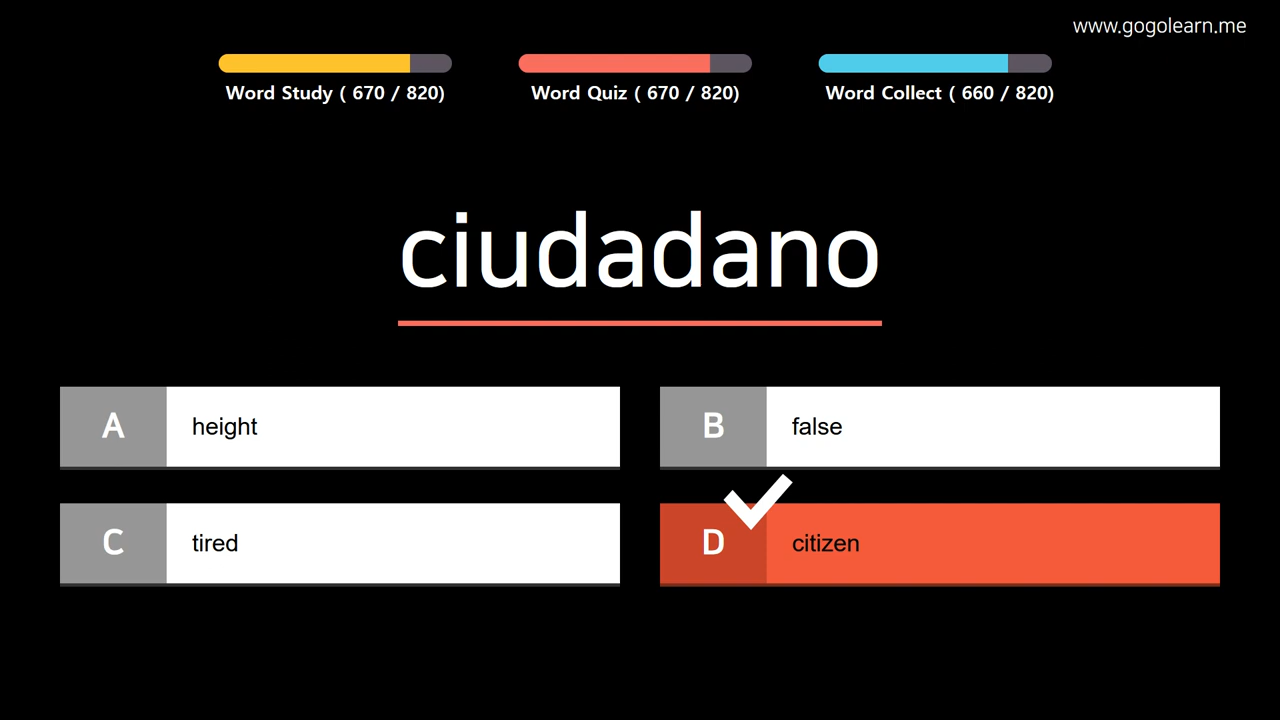 www.gogolearn.me
Word Study ( 670 / 820)
Word Quiz ( 670 / 820)
Word Collect ( 660 / 820)
ciudadano
A height
B false
C tired
D citizen